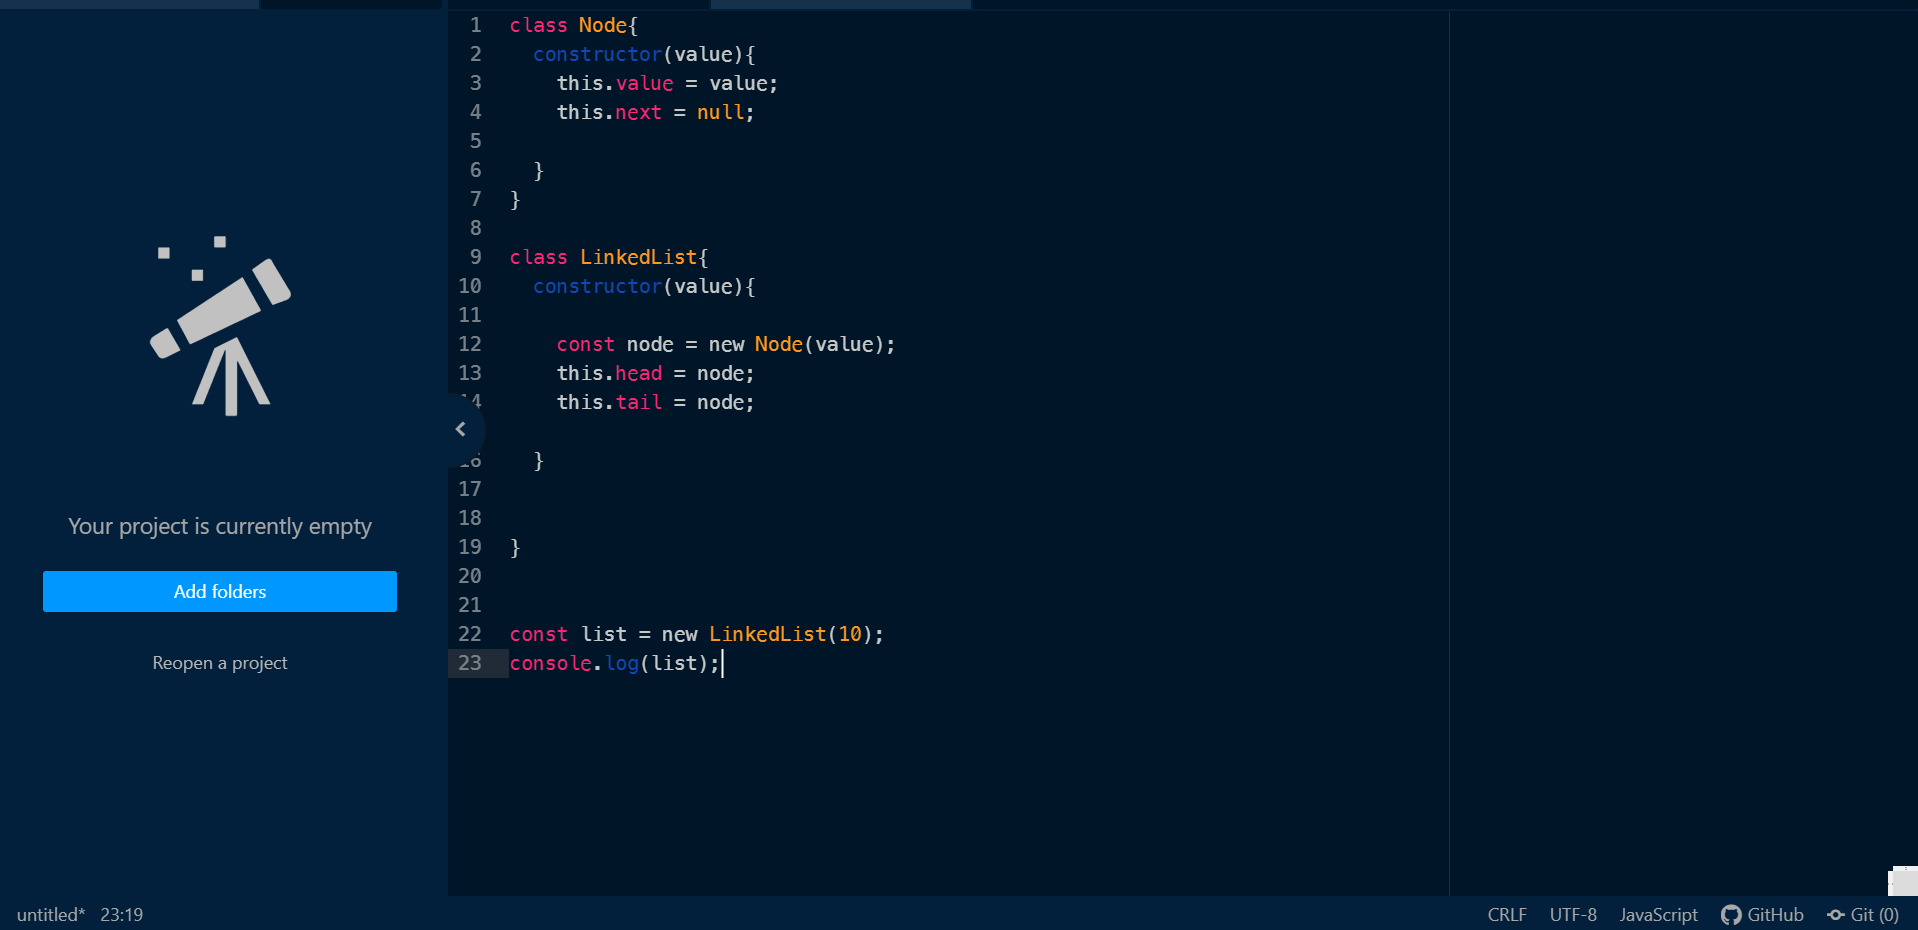 Your project is currently empty
Add folders
Reopen a project
1 class Node{
2   constructor(value){
3     this.value = value;
4     this.next = null;
5
6   }
7 }
8
9 class LinkedList{
10   constructor(value){
11
12     const node = new Node(value);
13     this.head = node;
14     this.tail = node;

16   }
17
18
19 }
20
21
22 const list = new LinkedList(10);
23 console.log(list);
untitled* 23:19
CRLF UTF-8 JavaScript GitHub Git (0)